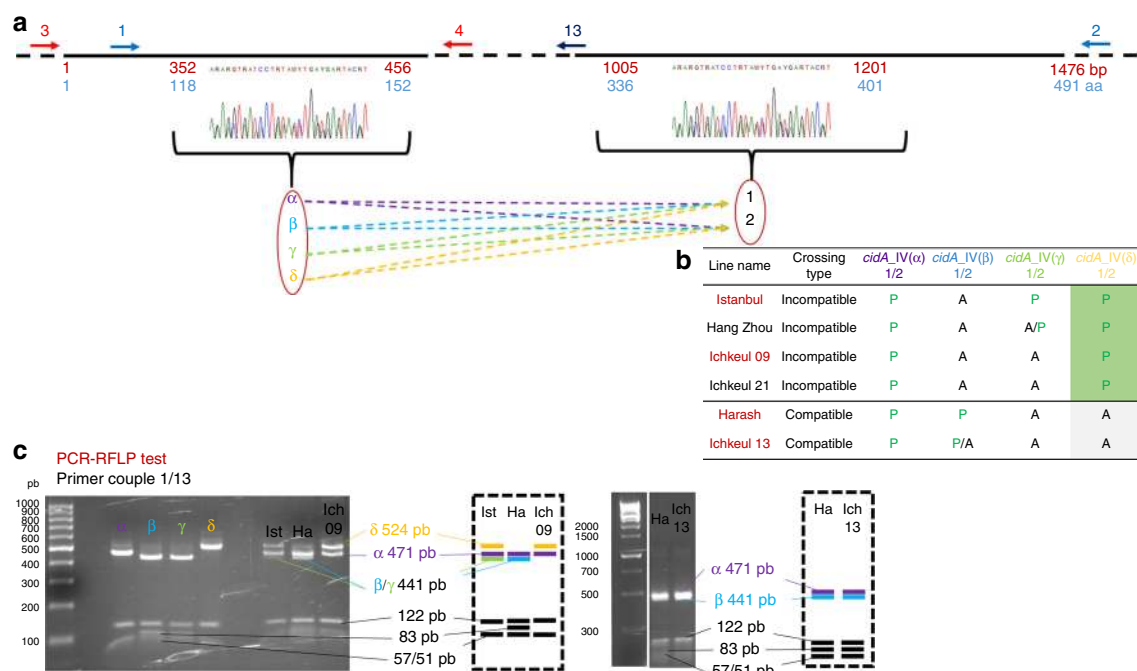 a
3 1 4 13 2
1 352 ARARGTRATCCTRTAWYTGAYGARTACRT 456 1005 ARARGTRATCCTRTAWYTGAYGARTACRT 1201 1476 bp
1 118 152 336 401 491 aa
α
β
γ
δ
1
2
b
Line name Crossing type cidA_IV(α) 1/2 cidA_IV(β) 1/2 cidA_IV(γ) 1/2 cidA_IV(δ) 1/2
Istanbul Incompatible P A P P
Hang Zhou Incompatible P A A/P P
Ichkeul 09 Incompatible P A A P
Ichkeul 21 Incompatible P A A P
Harash Compatible P P A A
Ichkeul 13 Compatible P P/A A A
c
PCR-RFLP test
Primer couple 1/13
pb
1000
900
800
700
600
500
400
300
200
100
α β γ δ
Ist Ha Ich 09
δ 524 pb
α 471 pb
β/γ 441 pb
122 pb
83 pb
57/51 pb
Ist Ha Ich 09
2000
1500
1000
700
500
300
Ha Ich 13
α 471 pb
β 441 pb
122 pb
83 pb
57/51 pb
Ha Ich 13